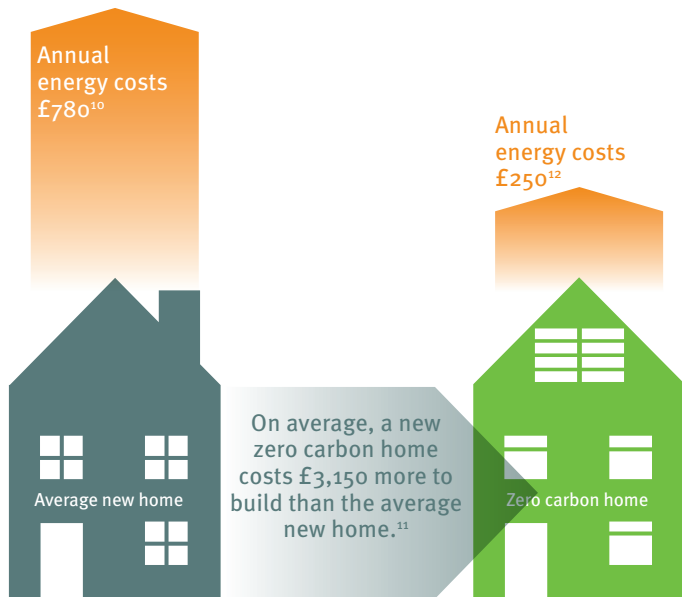 Annual
energy costs
£780¹⁰
Annual
energy costs
£250¹²
On average, a new
zero carbon home
costs £3,150 more to
build than the average
new home.¹¹
Average new home
Zero carbon home